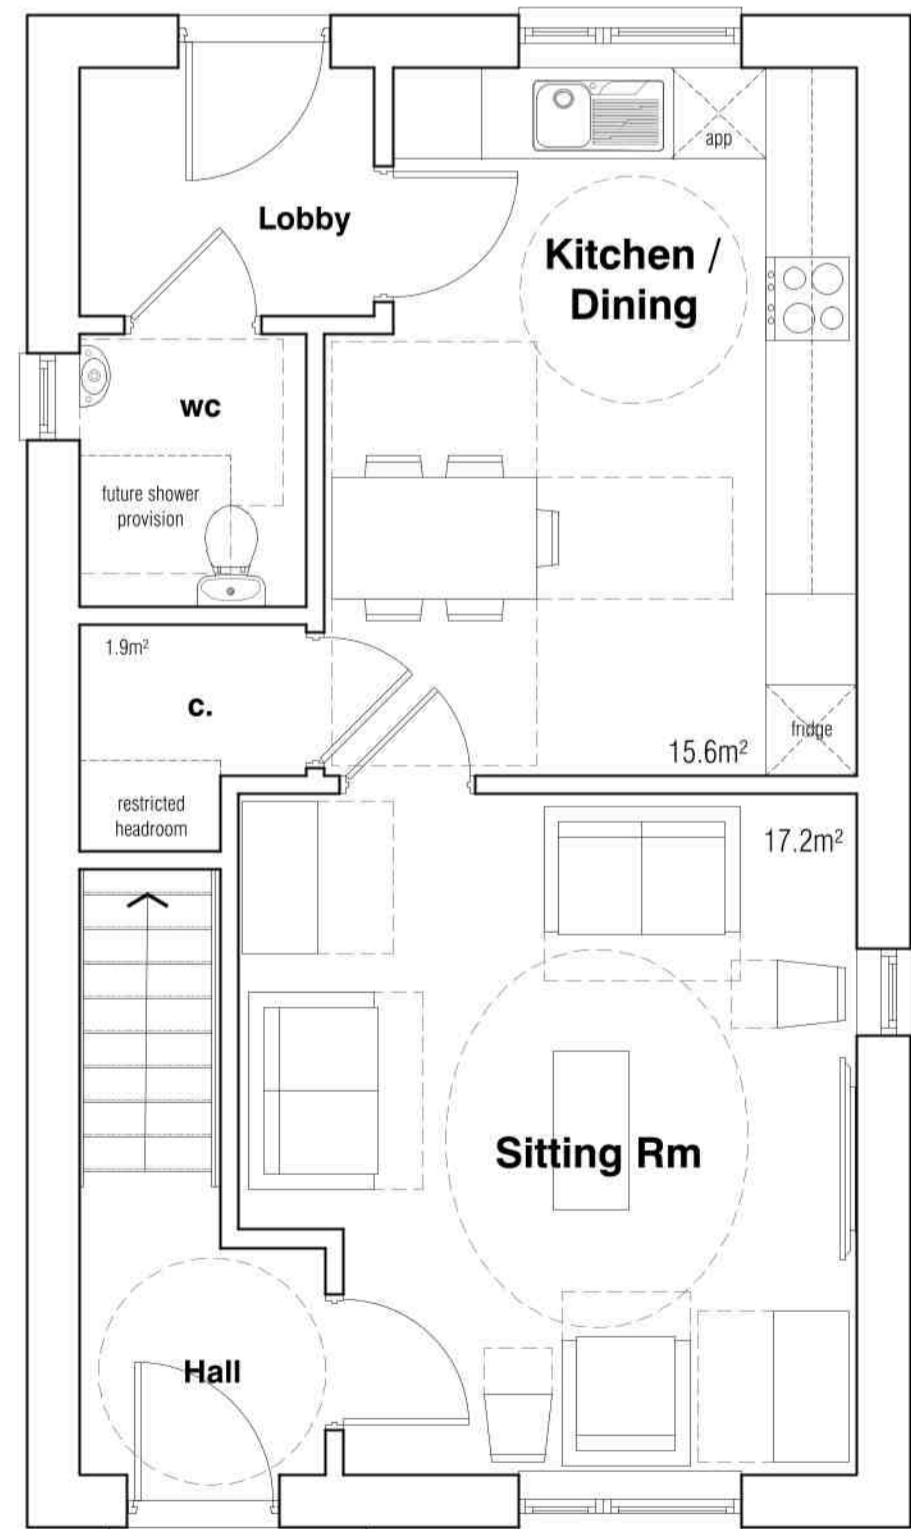 app
Lobby
Kitchen /
Dining
wc
future shower
provision
1.9m²
c.
fridge
15.6m²
restricted
headroom
17.2m²
Sitting Rm
Hall